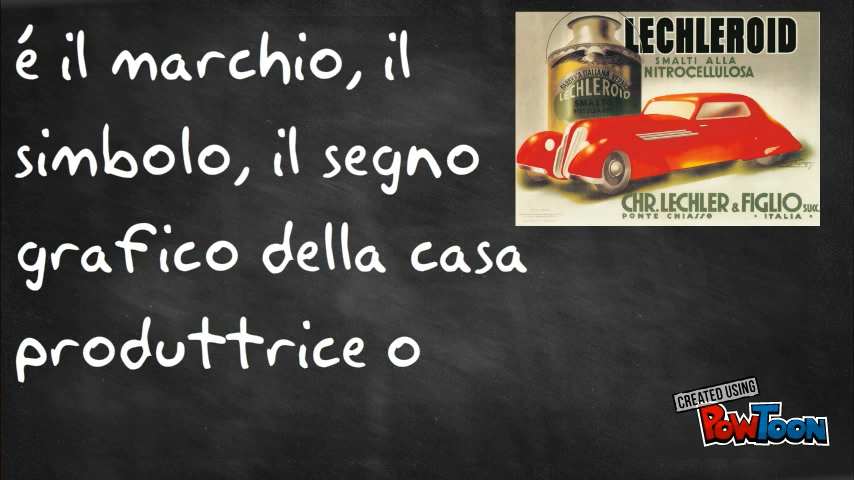 é il marchio, il
simbolo, il segno
grafico della casa
produttrice o
LECHLEROID
SMALTI ALLA
NITROCELLULOSA
LECHLEROID
SMALTO
CHR. LECHLER & FIGLIO SUCC.
PONTE CHIASSO • ITALIA •
CREATED USING
POWTOON